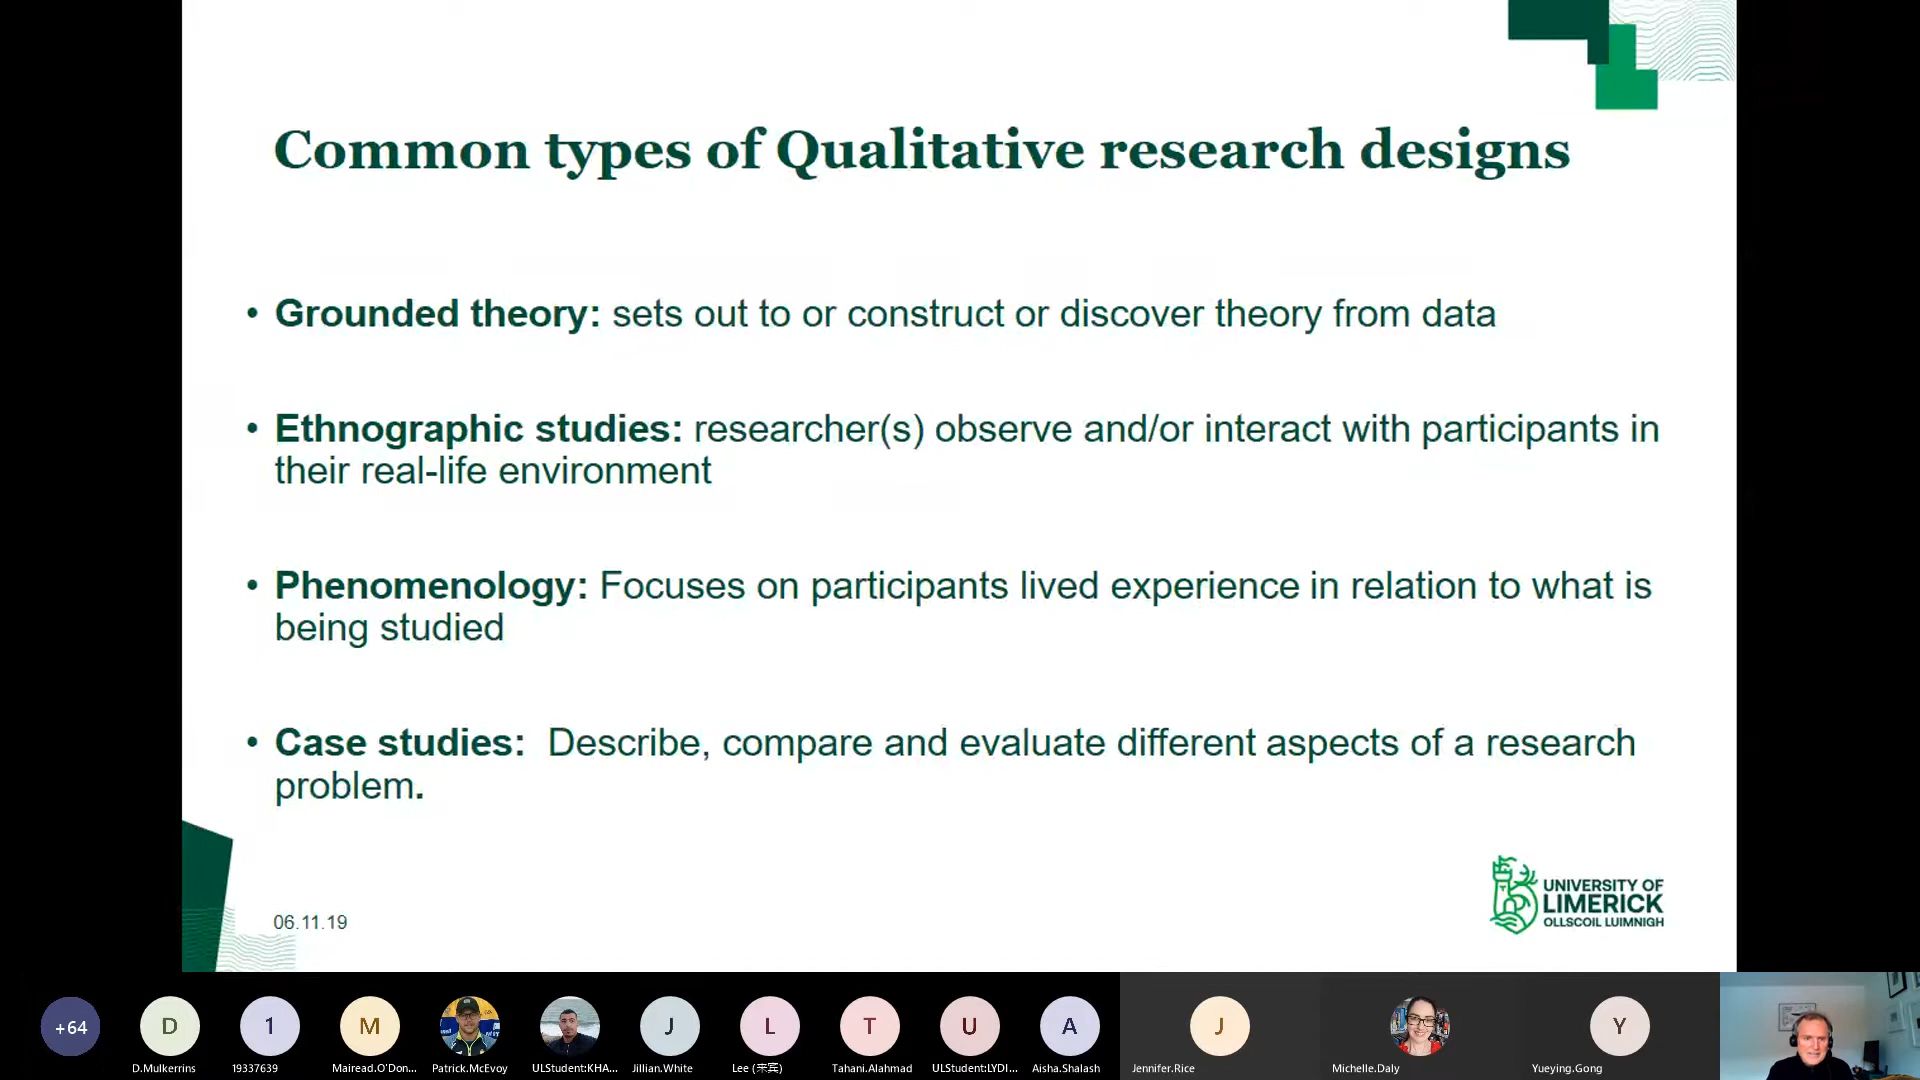 Common types of Qualitative research designs
• Grounded theory: sets out to or construct or discover theory from data
• Ethnographic studies: researcher(s) observe and/or interact with participants in
their real-life environment
• Phenomenology: Focuses on participants lived experience in relation to what is
being studied
• Case studies: Describe, compare and evaluate different aspects of a research
problem.
06.11.19
UNIVERSITY OF
LIMERICK
OLLSCOIL LUIMNIGH
+64
D
1
M
J
L
T
U
A
J
Y
D.Mulkerrins
19337639
Mairead.O'Don...
Patrick.McEvoy
ULStudent:KHA...
Jillian.White
Lee (来宾)
Tahani.Alahmad
ULStudent:LYDI...
Aisha.Shalash
Jennifer.Rice
Michelle.Daly
Yueying.Gong